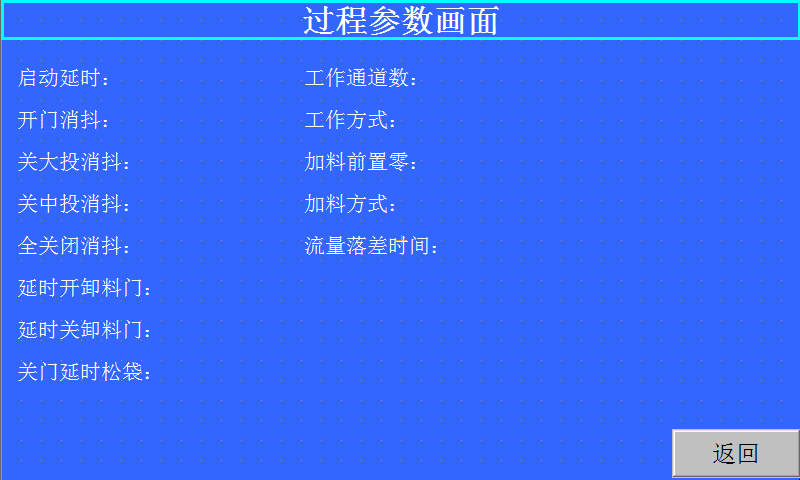 过程参数画面
启动延时:
开门消抖:
关大投消抖:
关中投消抖:
全关闭消抖:
延时开卸料门:
延时关卸料门:
关门延时松袋:
工作通道数:
工作方式:
加料前置零:
加料方式:
流量落差时间:
返回